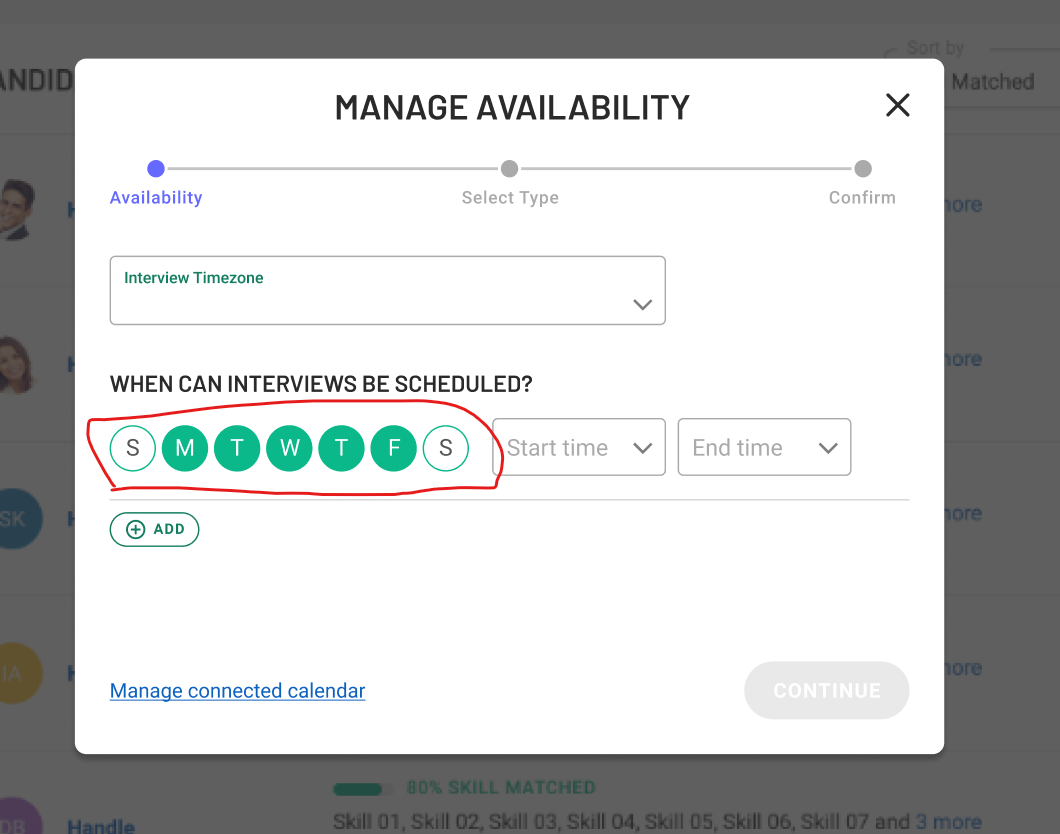 Sort by
Matched
MANAGE AVAILABILITY
Availability
Select Type
Confirm
Interview Timezone
WHEN CAN INTERVIEWS BE SCHEDULED?
S M T W T F S Start time End time
ADD
Manage connected calendar
CONTINUE
more
more
SK
more
IA
more
80% SKILL MATCHED
DB Handle
Skill 01, Skill 02, Skill 03, Skill 04, Skill 05, Skill 06, Skill 07 and 3 more